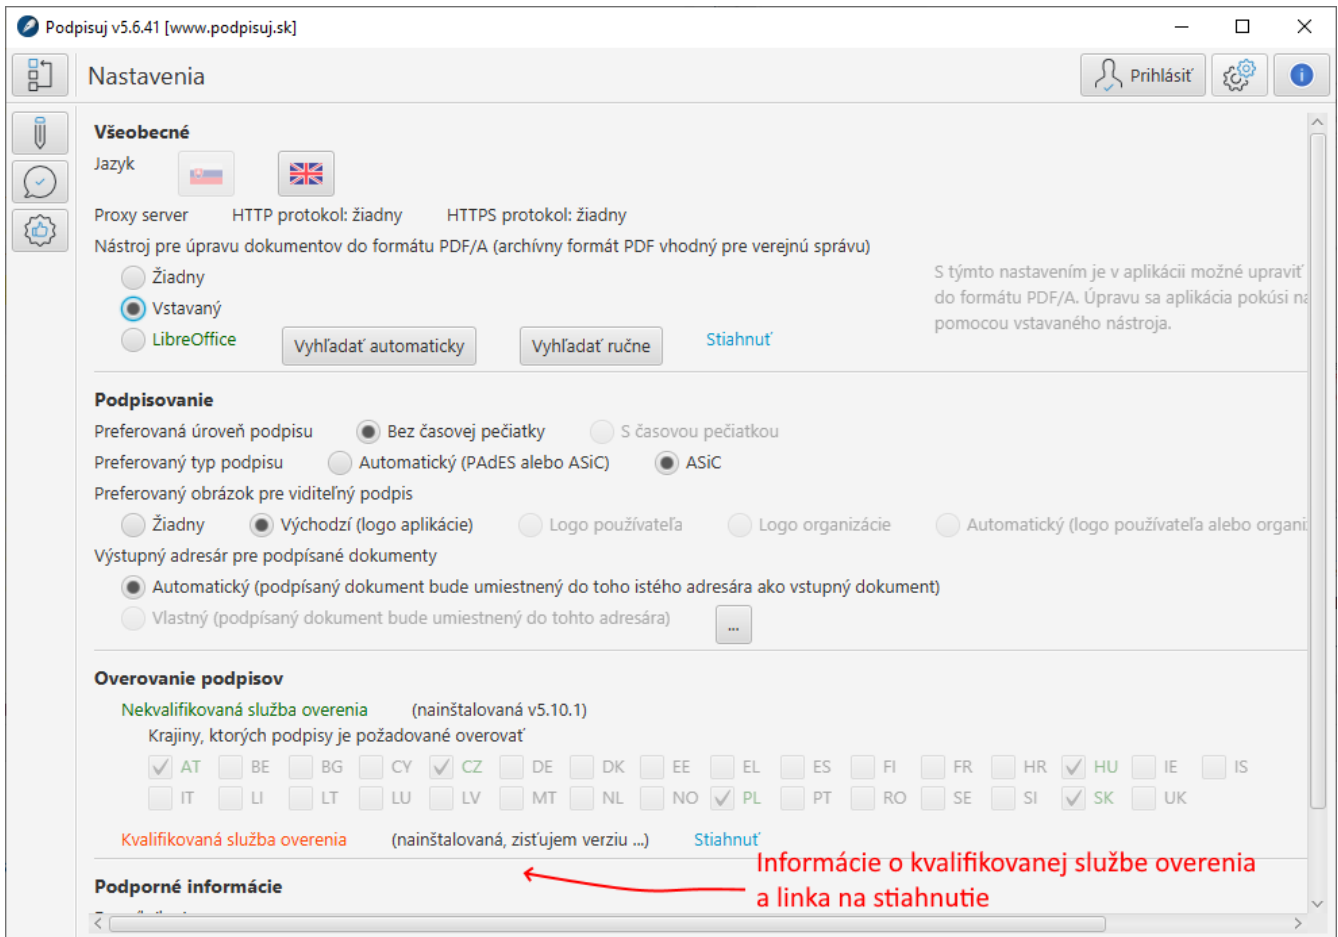 Podpisuj v5.6.41 [www.podpisuj.sk]
Nastavenia
Prihlásiť
Všeobecné
Jazyk
Proxy server HTTP protokol: žiadny HTTPS protokol: žiadny
Nástroj pre úpravu dokumentov do formátu PDF/A (archívny formát PDF vhodný pre verejnú správu)
Žiadny
Vstavaný
LibreOffice Vyhľadať automaticky Vyhľadať ručne Stiahnuť
S týmto nastavením je v aplikácii možné upraviť
do formátu PDF/A. Úpravu sa aplikácia pokúsi
pomocou vstavaného nástroja.
Podpisovanie
Preferovaná úroveň podpisu Bez časovej pečiatky S časovou pečiatkou
Preferovaný typ podpisu Automatický (PAdES alebo ASiC) ASiC
Preferovaný obrázok pre viditeľný podpis
Žiadny Východzí (logo aplikácie) Logo používateľa Logo organizácie Automatický (logo používateľa alebo organi
Výstupný adresár pre podpísané dokumenty
Automatický (podpísaný dokument bude umiestnený do toho istého adresára ako vstupný dokument)
Vlastný (podpísaný dokument bude umiestnený do tohto adresára) ...
Overovanie podpisov
Nekvalifikovaná služba overenia (nainštalovaná v5.10.1)
Krajiny, ktorých podpisy je požadované overovať
AT BE BG CY CZ DE DK EE EL ES FI FR HR HU IE IS
IT LI LT LU LV MT NL NO PL PT RO SE SI SK UK
Kvalifikovaná služba overenia (nainštalovaná, zisťujem verziu ...) Stiahnuť
Informácie o kvalifikovanej službe overenia
a linka na stiahnutie
Podporné informácie